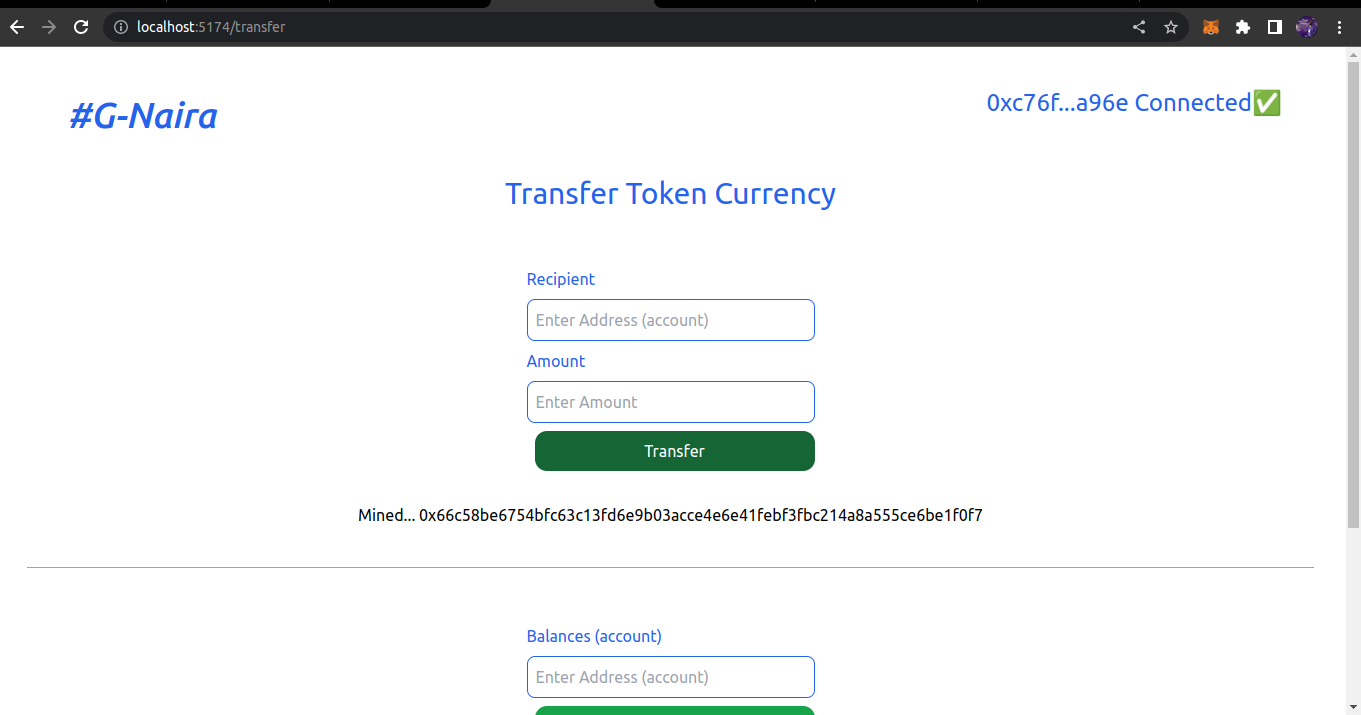 localhost:5174/transfer
#G-Naira
0xc76f...a96e Connected✅
Transfer Token Currency
Recipient
Enter Address (account)
Amount
Enter Amount
Transfer
Mined... 0x66c58be6754bfc63c13fd6e9b03acce4e6e41febf3fbc214a8a555ce6be1f0f7
Balances (account)
Enter Address (account)